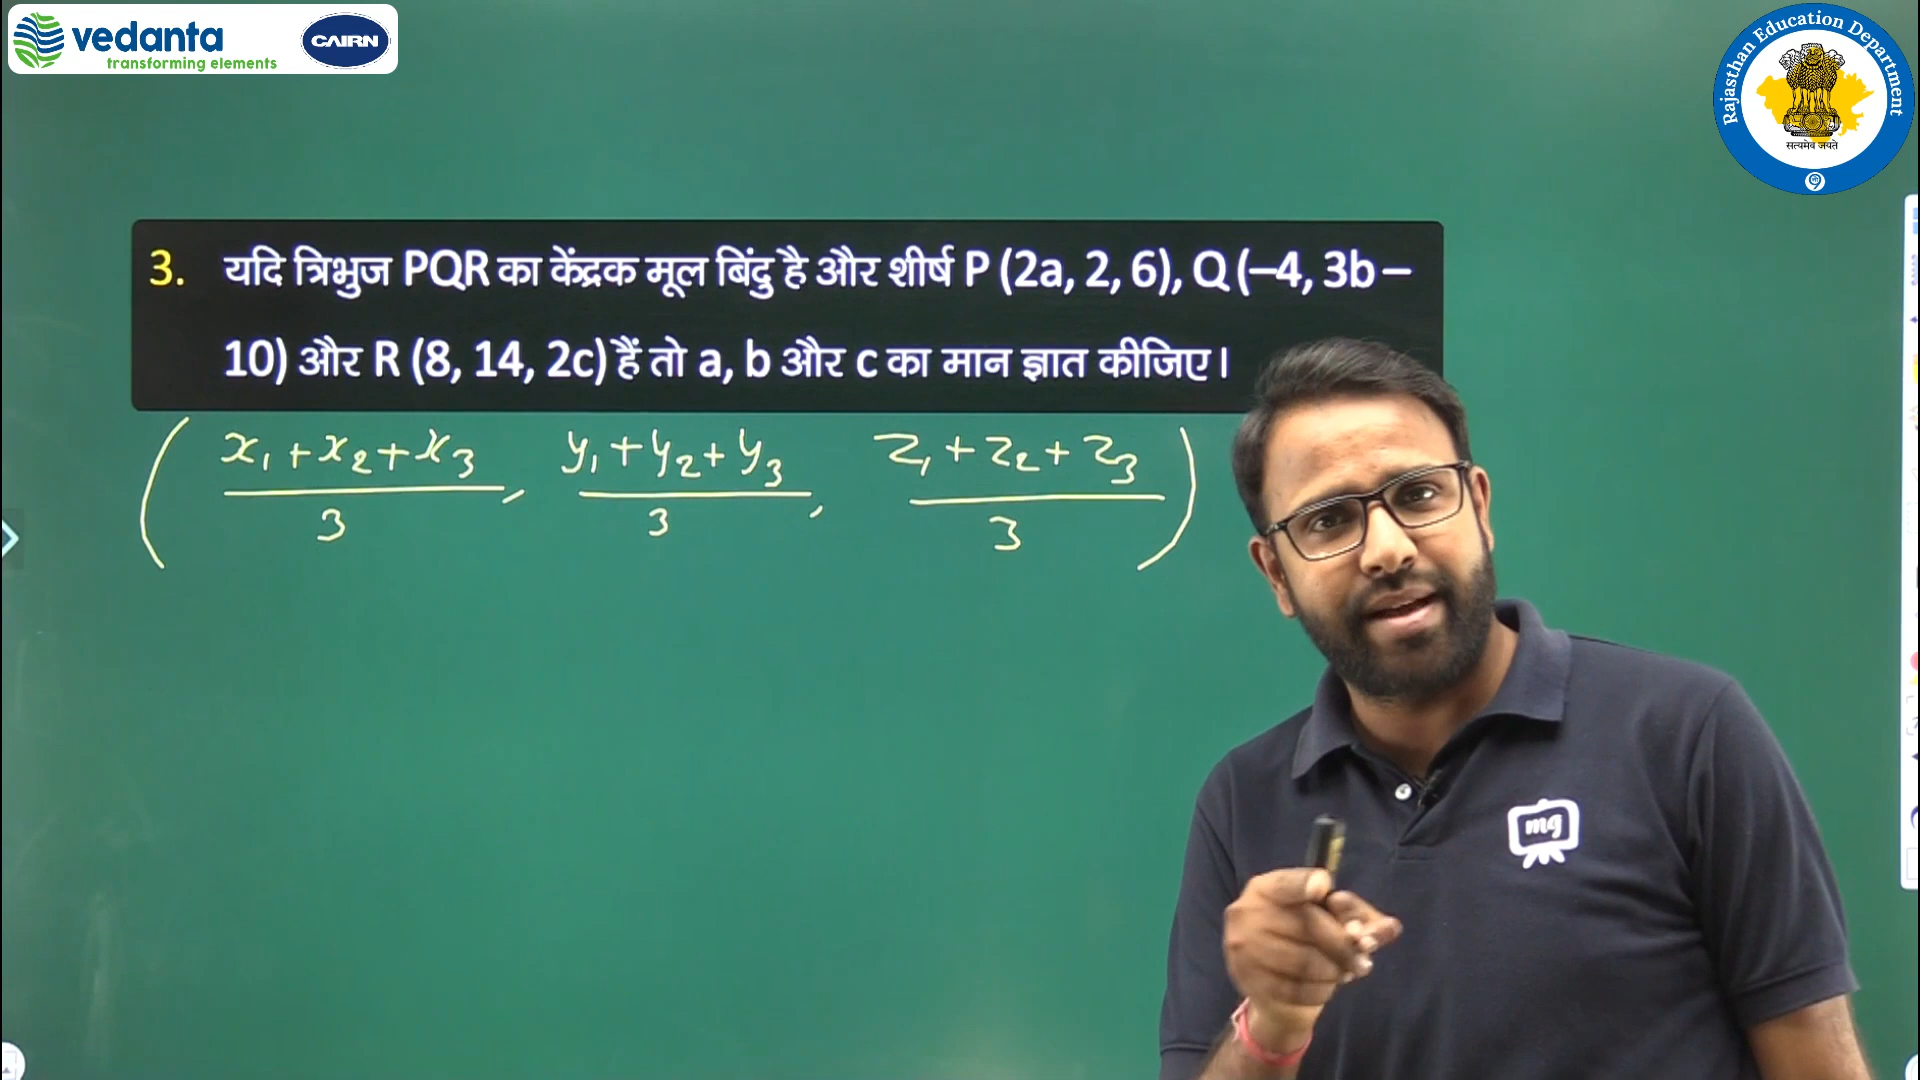 vedanta
transforming elements
CAIRN
Rajasthan Education Department
सत्यमेव जयते
3. यदि त्रिभुज PQR का केंद्रक मूल बिंदु है और शीर्ष P (2a, 2, 6), Q (–4, 3b –
10) और R (8, 14, 2c) हैं तो a, b और c का मान ज्ञात कीजिए।
( x₁+x₂+x₃ / 3, y₁+y₂+y₃ / 3, z₁+z₂+z₃ / 3 )
mg